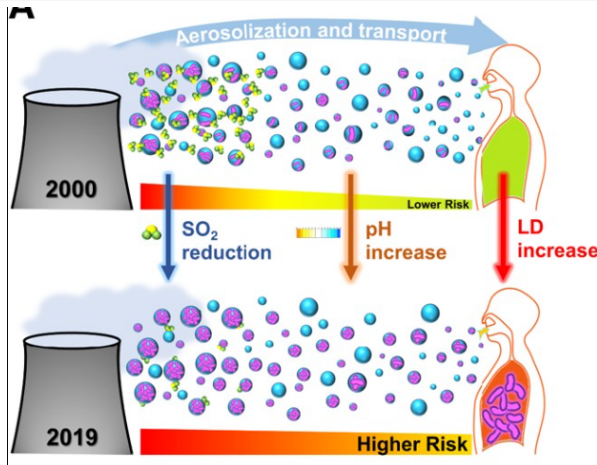 A
Aerosolization and transport
2000
Lower Risk
SO₂
reduction
pH
increase
LD
increase
2019
Higher Risk